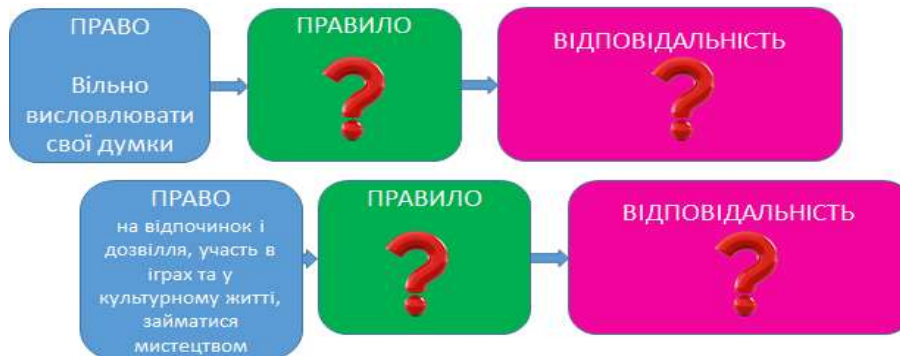 ПРАВО
Вільно
висловлювати
свої думки
ПРАВИЛО
?
ВІДПОВІДАЛЬНІСТЬ
?
ПРАВО
на відпочинок і
дозвілля, участь в
іграх та у
культурному житті,
займатися
мистецтвом
ПРАВИЛО
?
ВІДПОВІДАЛЬНІСТЬ
?